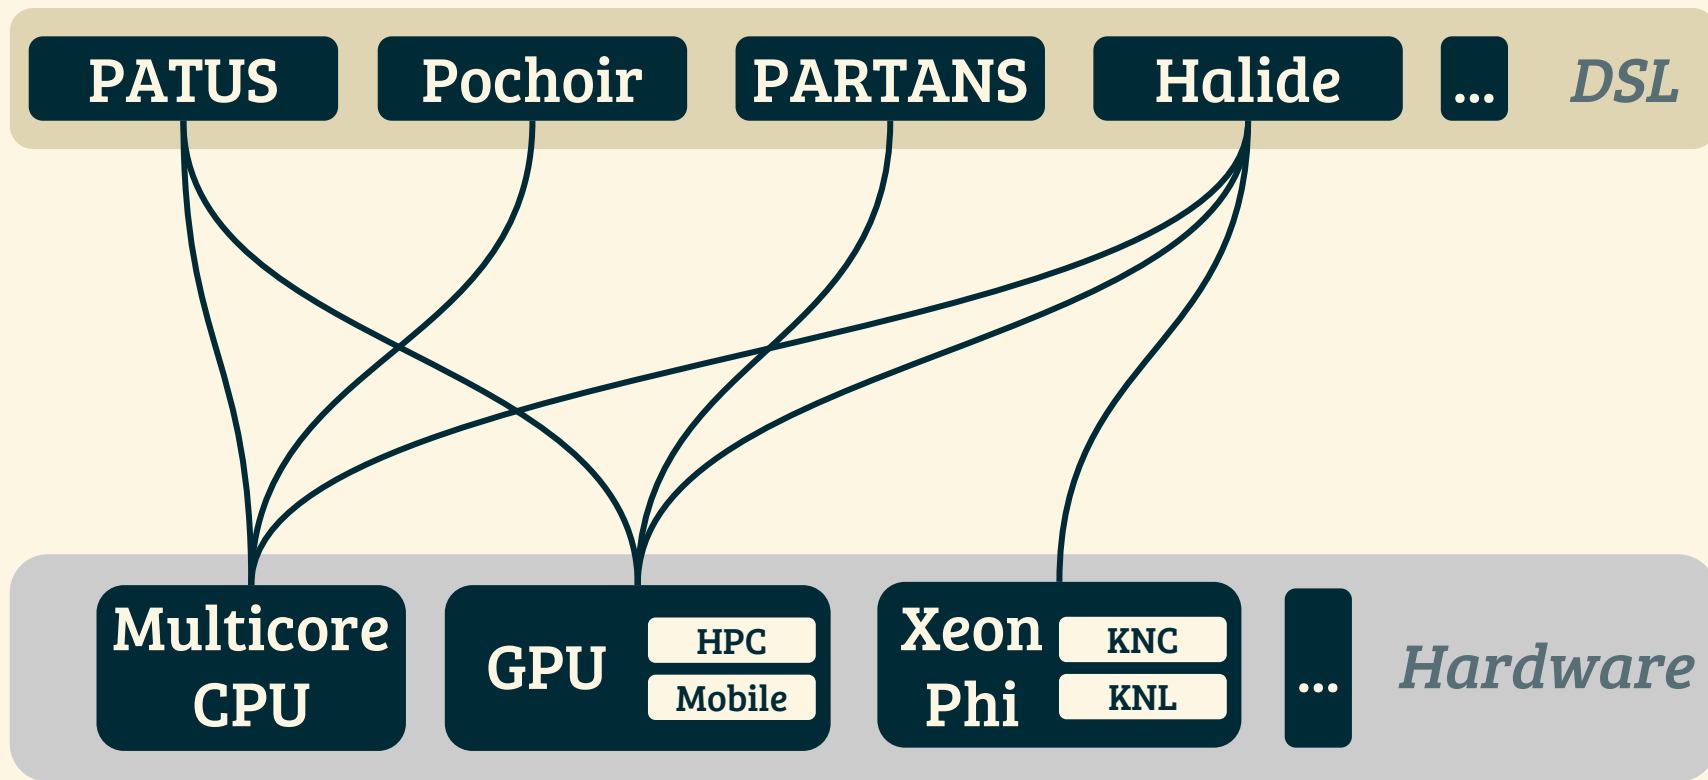 PATUS
Pochoir
PARTANS
Halide
...
DSL
Multicore
CPU
GPU
HPC
Mobile
Xeon
Phi
KNC
KNL
...
Hardware